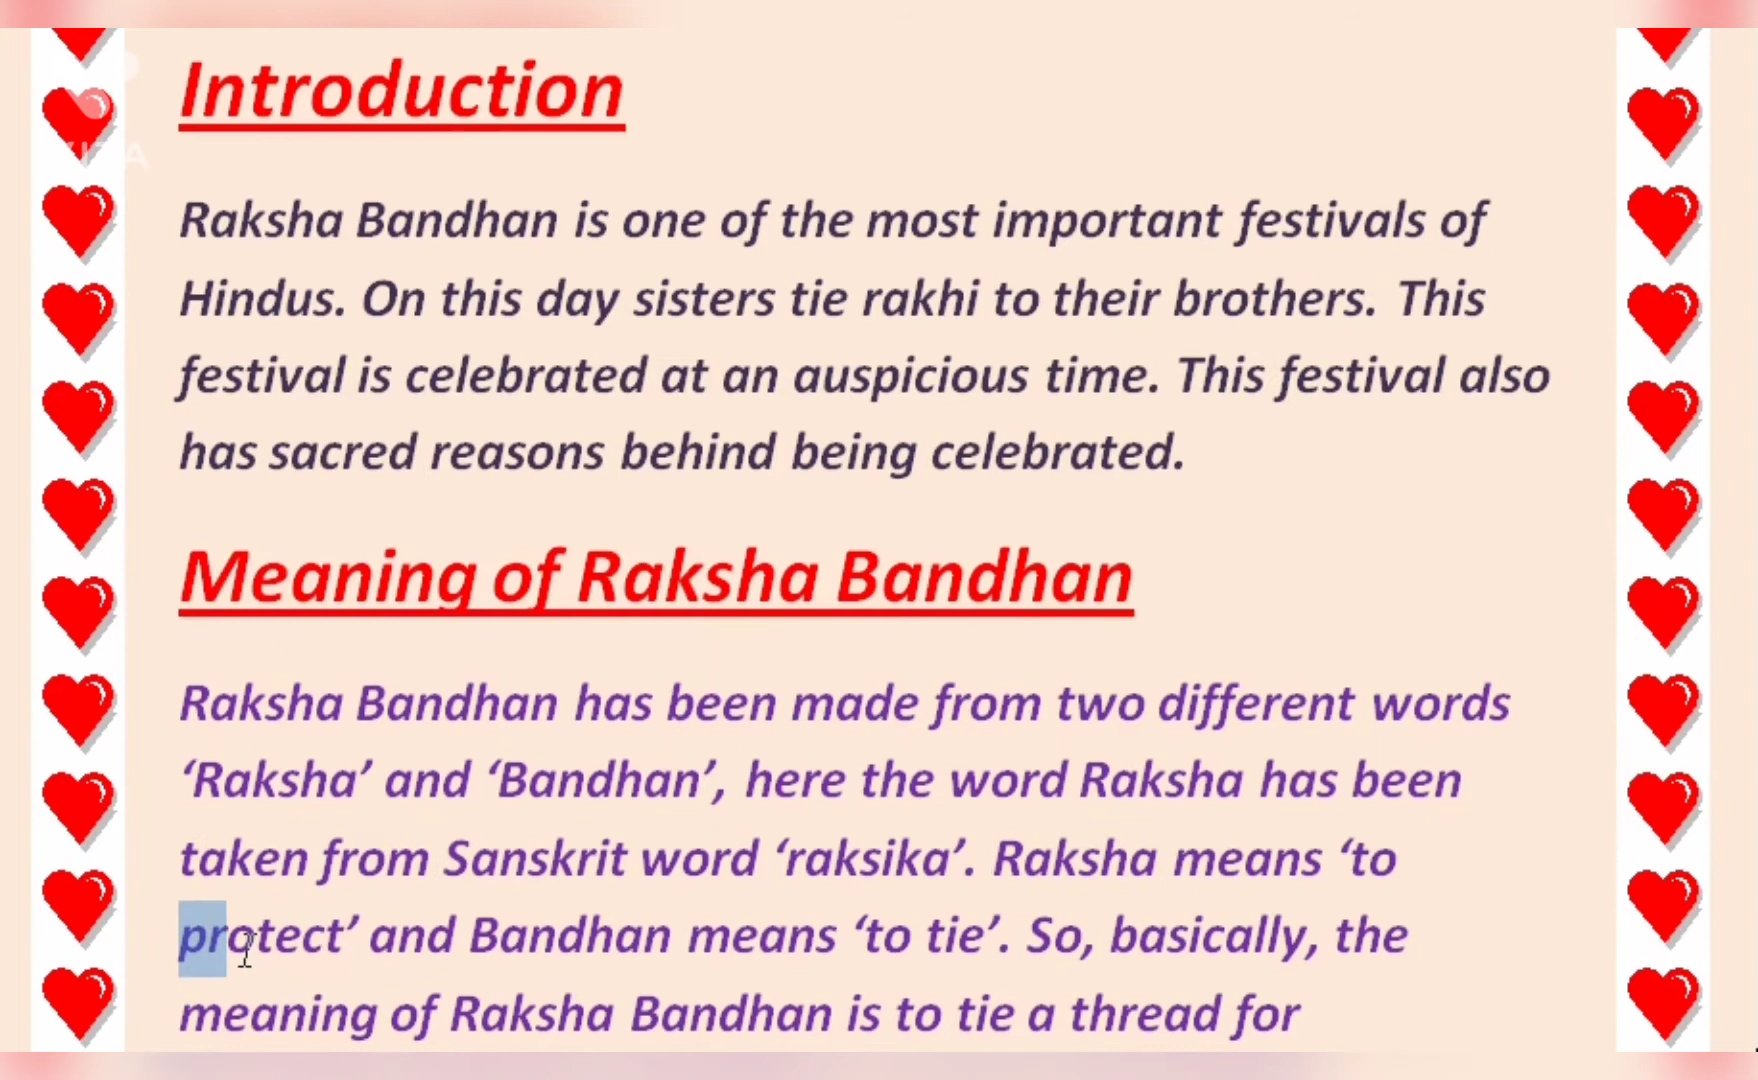 Introduction
Raksha Bandhan is one of the most important festivals of
Hindus. On this day sisters tie rakhi to their brothers. This
festival is celebrated at an auspicious time. This festival also
has sacred reasons behind being celebrated.
Meaning of Raksha Bandhan
Raksha Bandhan has been made from two different words
‘Raksha’ and ‘Bandhan’, here the word Raksha has been
taken from Sanskrit word ‘raksika’. Raksha means ‘to
protect’ and Bandhan means ‘to tie’. So, basically, the
meaning of Raksha Bandhan is to tie a thread for